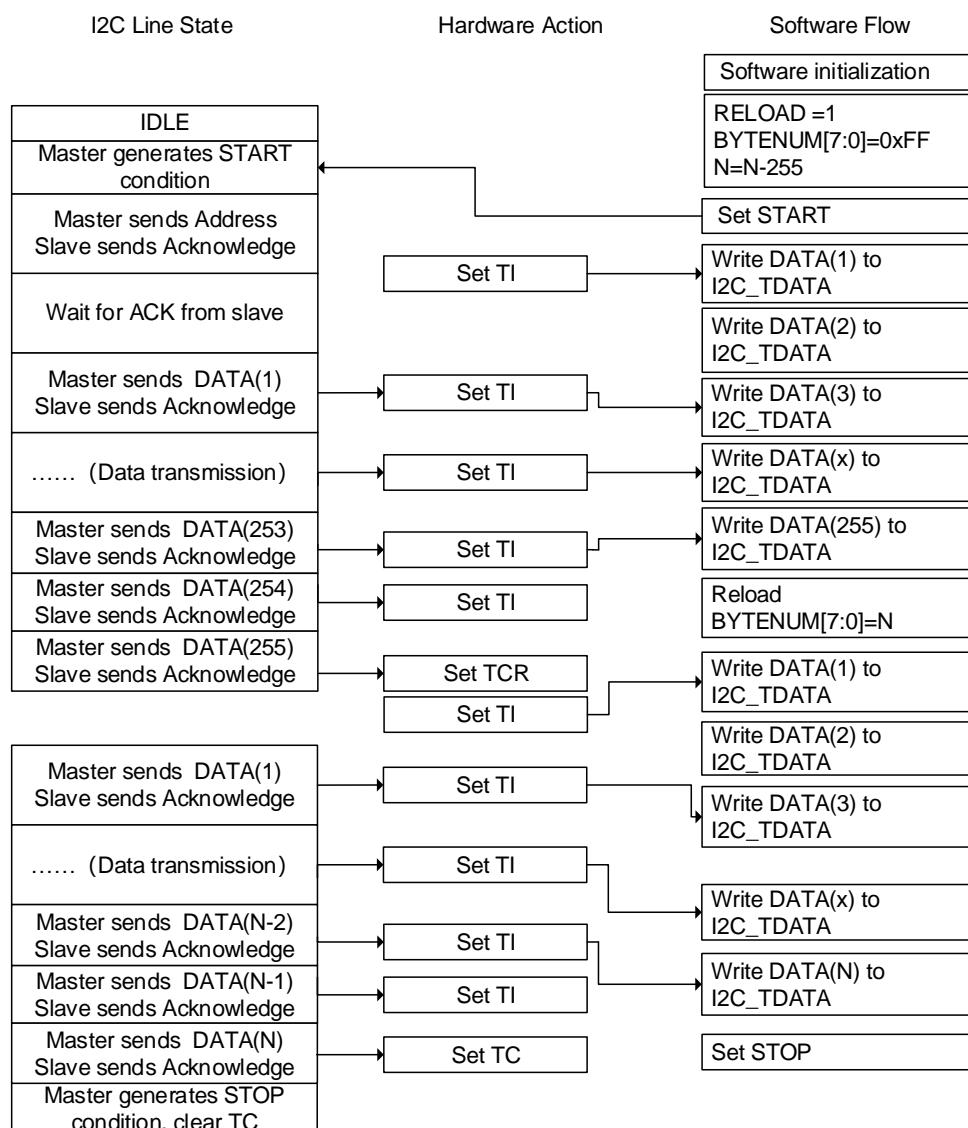 I2C Line State
Hardware Action
Software Flow
Software initialization
IDLE
RELOAD =1
BYTENUM[7:0]=0xFF
N=N-255
Master generates START
condition
Set START
Master sends Address
Slave sends Acknowledge
Set TI
Write DATA(1) to
I2C_TDATA
Wait for ACK from slave
Write DATA(2) to
I2C_TDATA
Master sends DATA(1)
Slave sends Acknowledge
Set TI
Write DATA(3) to
I2C_TDATA
…… (Data transmission)
Set TI
Write DATA(x) to
I2C_TDATA
Master sends DATA(253)
Slave sends Acknowledge
Set TI
Write DATA(255) to
I2C_TDATA
Master sends DATA(254)
Slave sends Acknowledge
Set TI
Reload
BYTENUM[7:0]=N
Master sends DATA(255)
Slave sends Acknowledge
Set TCR
Set TI
Write DATA(1) to
I2C_TDATA
Write DATA(2) to
I2C_TDATA
Master sends DATA(1)
Slave sends Acknowledge
Set TI
Write DATA(3) to
I2C_TDATA
…… (Data transmission)
Set TI
Write DATA(x) to
I2C_TDATA
Master sends DATA(N-2)
Slave sends Acknowledge
Set TI
Write DATA(N) to
I2C_TDATA
Master sends DATA(N-1)
Slave sends Acknowledge
Set TI
Master sends DATA(N)
Slave sends Acknowledge
Set TC
Set STOP
Master generates STOP
condition, clear TC